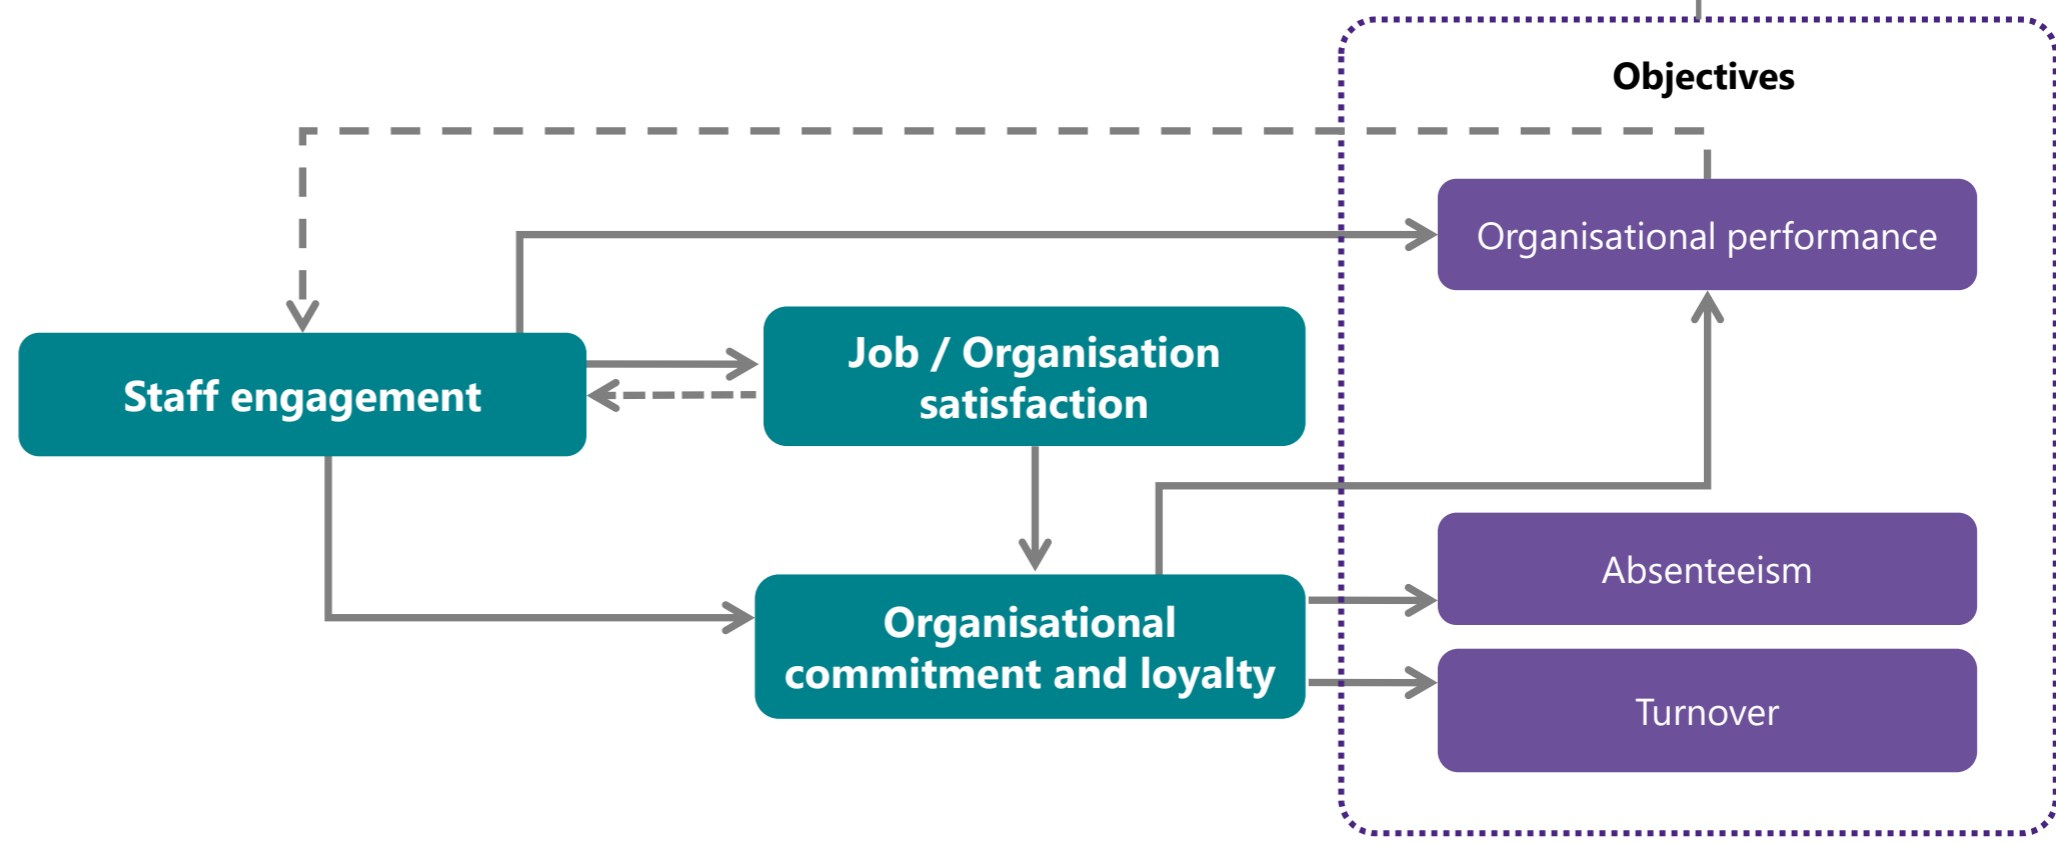 Objectives
Organisational performance
Staff engagement
Job / Organisation
satisfaction
Organisational
commitment and loyalty
Absenteeism
Turnover